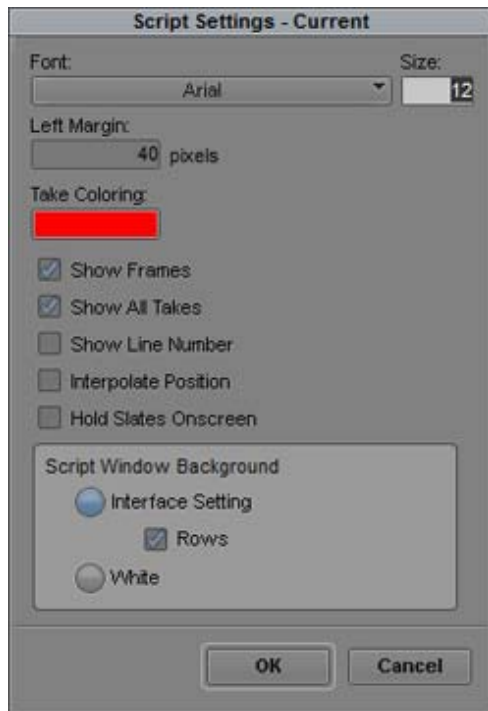 Script Settings - Current
Font: Size:
Arial 12
Left Margin:
40 pixels
Take Coloring:
Show Frames
Show All Takes
Show Line Number
Interpolate Position
Hold Slates Onscreen
Script Window Background
Interface Setting
Rows
White
OK Cancel